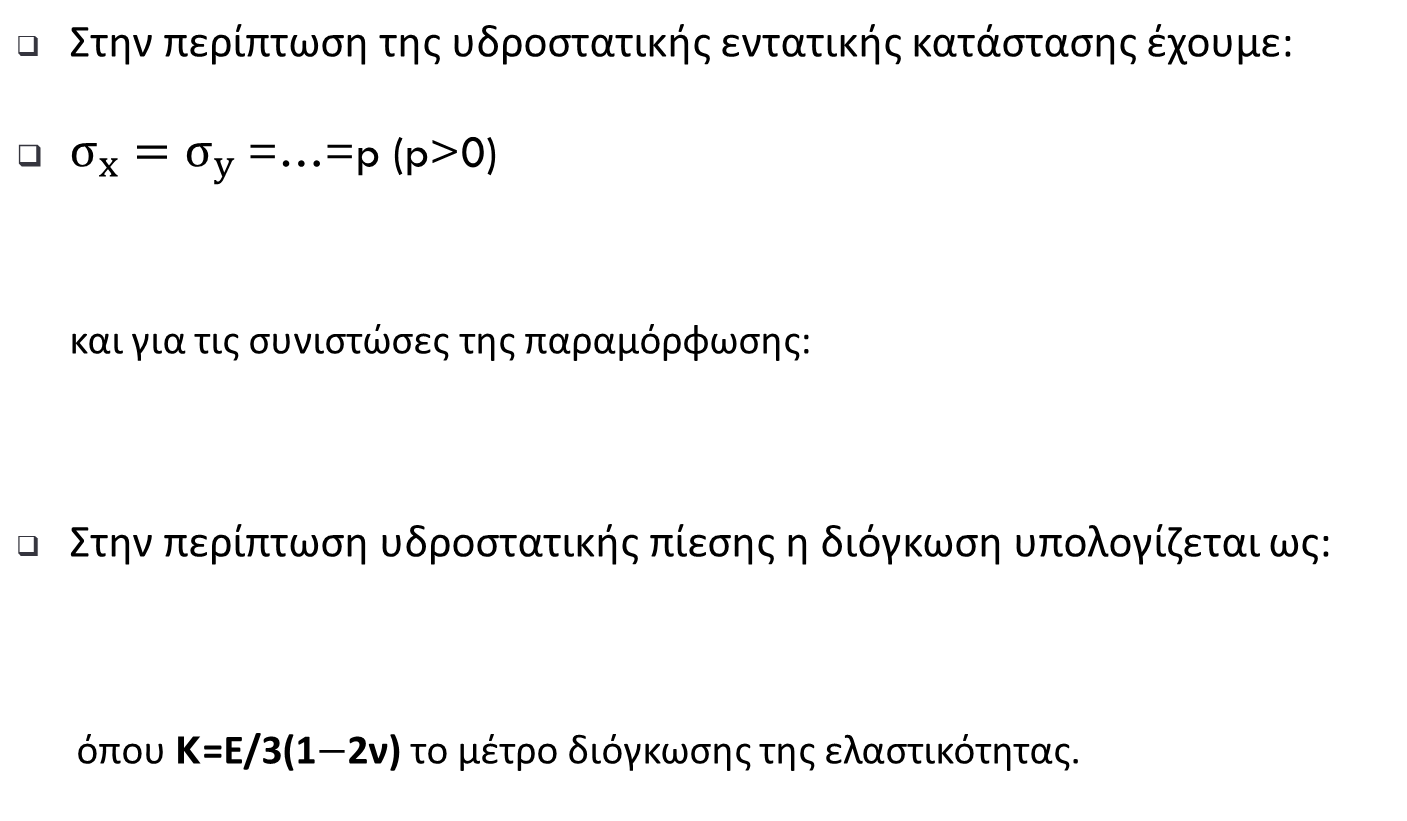 ❑ Στην περίπτωση της υδροστατικής εντατικής κατάστασης έχουμε:
❑ σₓ = σᵧ =…=p (p>0)
και για τις συνιστώσες της παραμόρφωσης:
❑ Στην περίπτωση υδροστατικής πίεσης η διόγκωση υπολογίζεται ως:
όπου K=E/3(1−2ν) το μέτρο διόγκωσης της ελαστικότητας.